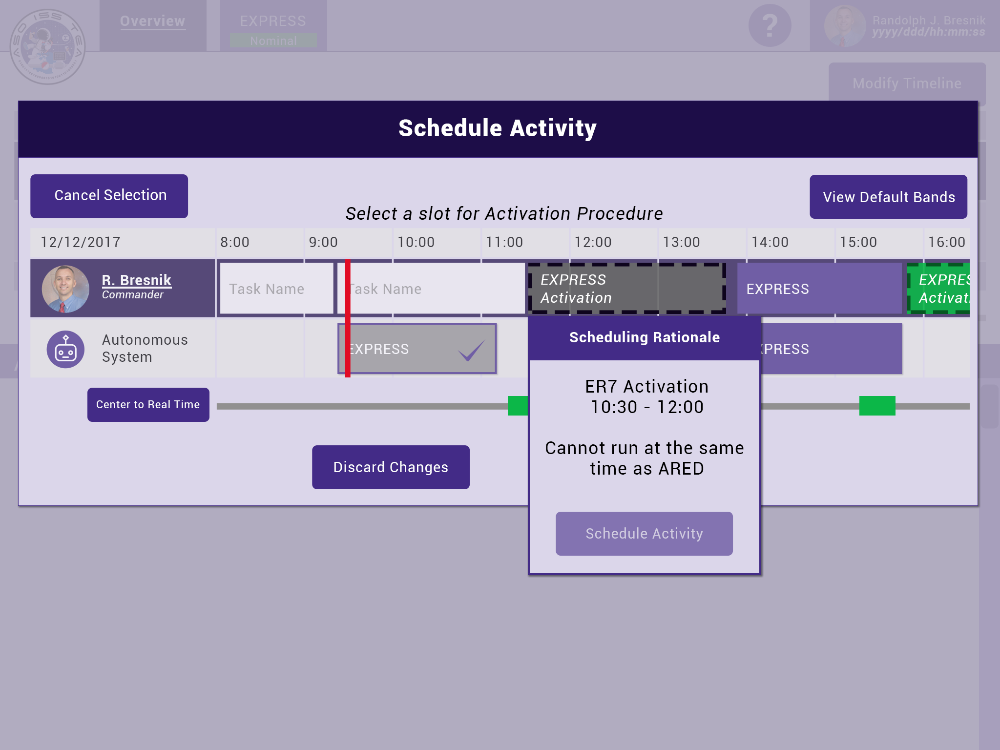 Overview
EXPRESS
Nominal
?
Randolph J. Bresnik
yyyy/ddd/hh:mm:ss
Modify Timeline
Schedule Activity
Cancel Selection
View Default Bands
Select a slot for Activation Procedure
12/12/2017 8:00 9:00 10:00 11:00 12:00 13:00 14:00 15:00 16:00
R. Bresnik
Commander
Task Name
Task Name
EXPRESS
Activation
EXPRESS
EXPRES
Activat
Autonomous
System
EXPRESS
XPRESS
Scheduling Rationale
ER7 Activation
10:30 - 12:00
Cannot run at the same
time as ARED
Schedule Activity
Center to Real Time
Discard Changes